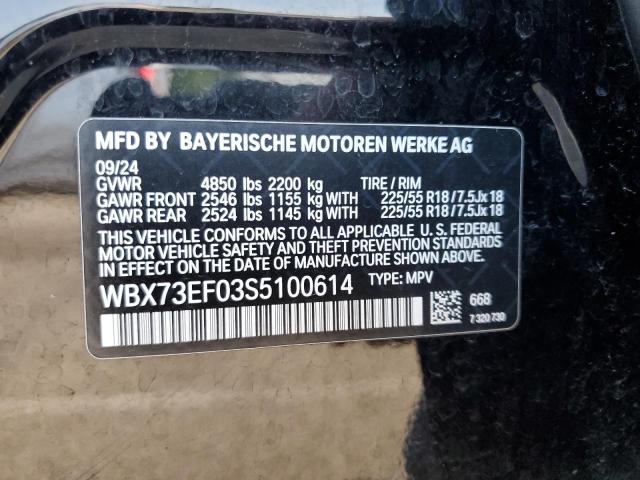 MFD BY BAYERISCHE MOTOREN WERKE AG
09/24
GVWR 4850 lbs 2200 kg TIRE / RIM
GAWR FRONT 2546 lbs 1155 kg WITH 225/55 R18 / 7.5Jx18
GAWR REAR 2524 lbs 1145 kg WITH 225/55 R18 / 7.5Jx18
THIS VEHICLE CONFORMS TO ALL APPLICABLE U. S. FEDERAL
MOTOR VEHICLE SAFETY AND THEFT PREVENTION STANDARDS
IN EFFECT ON THE DATE OF MANUFACTURE SHOWN ABOVE.
WBX73EF03S5100614 TYPE: MPV
668
7 320 730